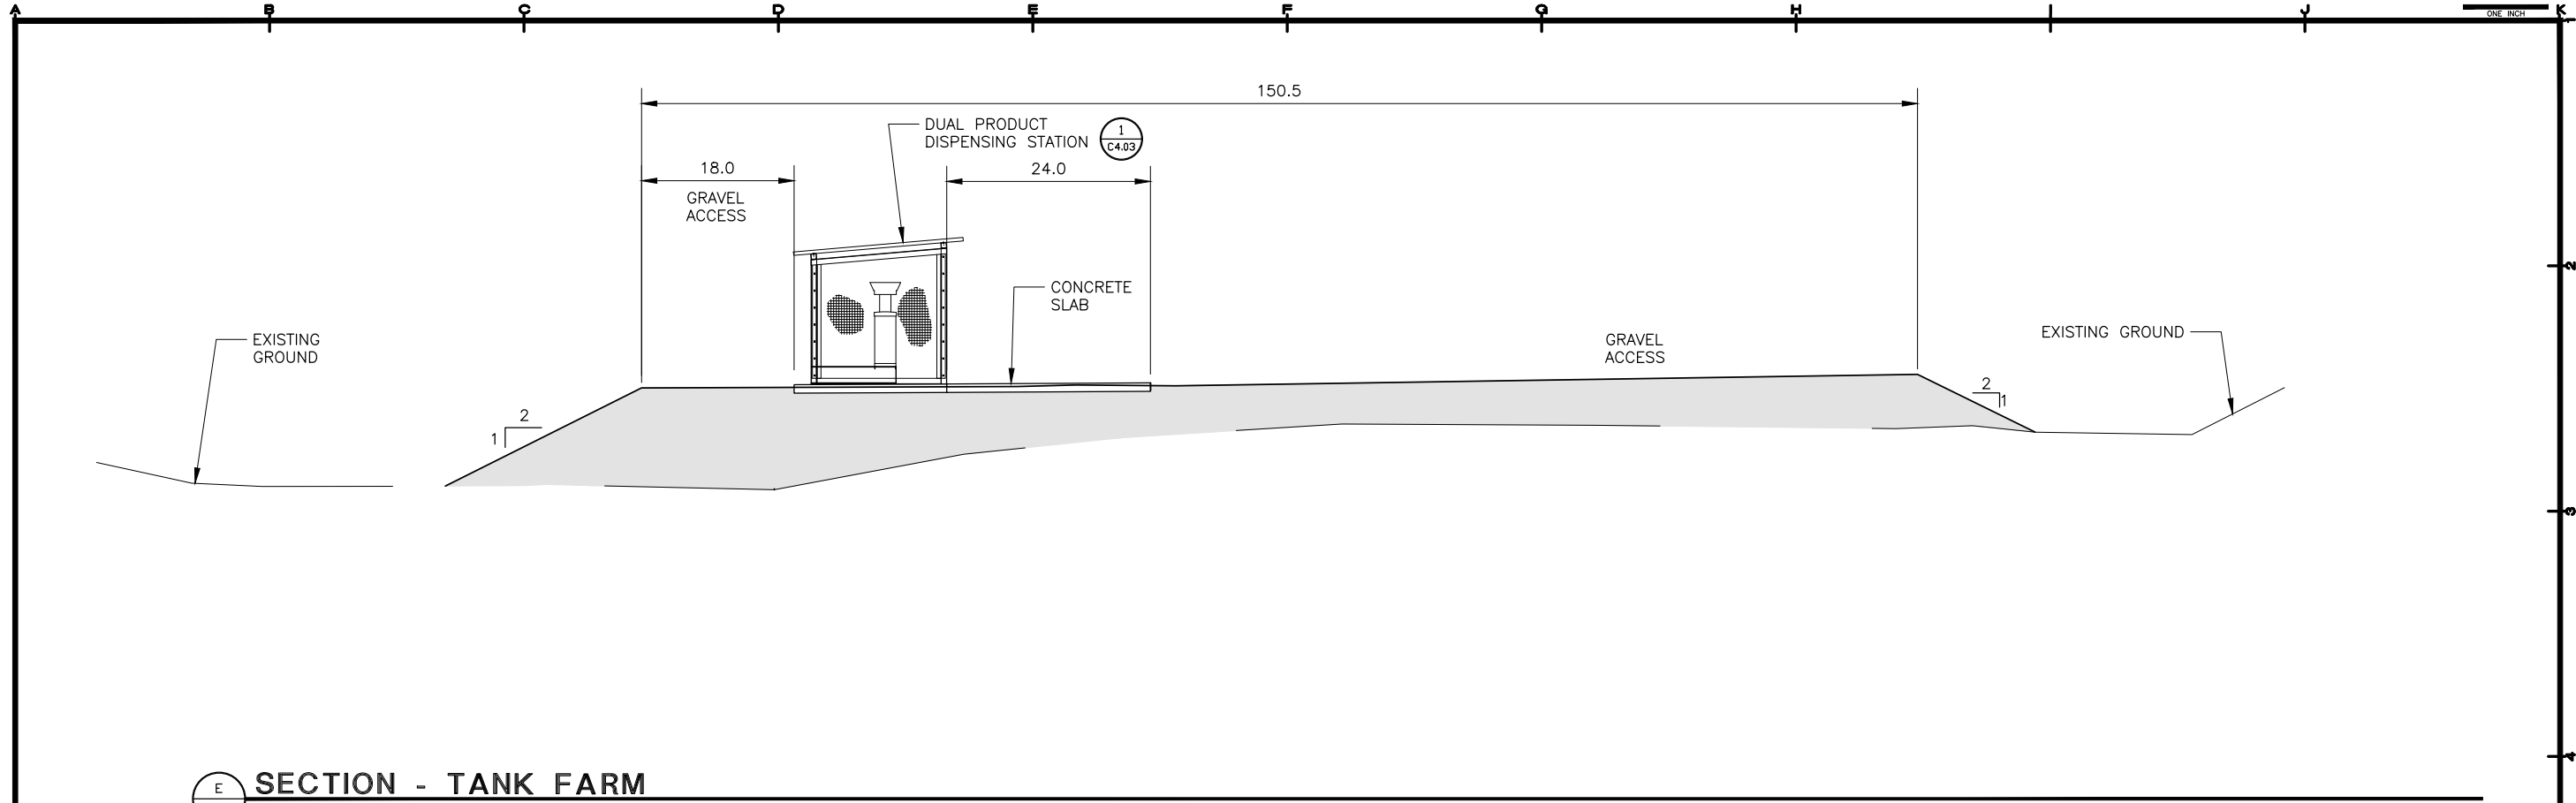 A B C D E F G H I J K
ONE INCH
1
150.5
DUAL PRODUCT
DISPENSING STATION
1
C4.03
18.0
24.0
GRAVEL
ACCESS
2
CONCRETE
SLAB
EXISTING
GROUND
GRAVEL
ACCESS
EXISTING GROUND
2
1
2
1
3
4
E
SECTION - TANK FARM